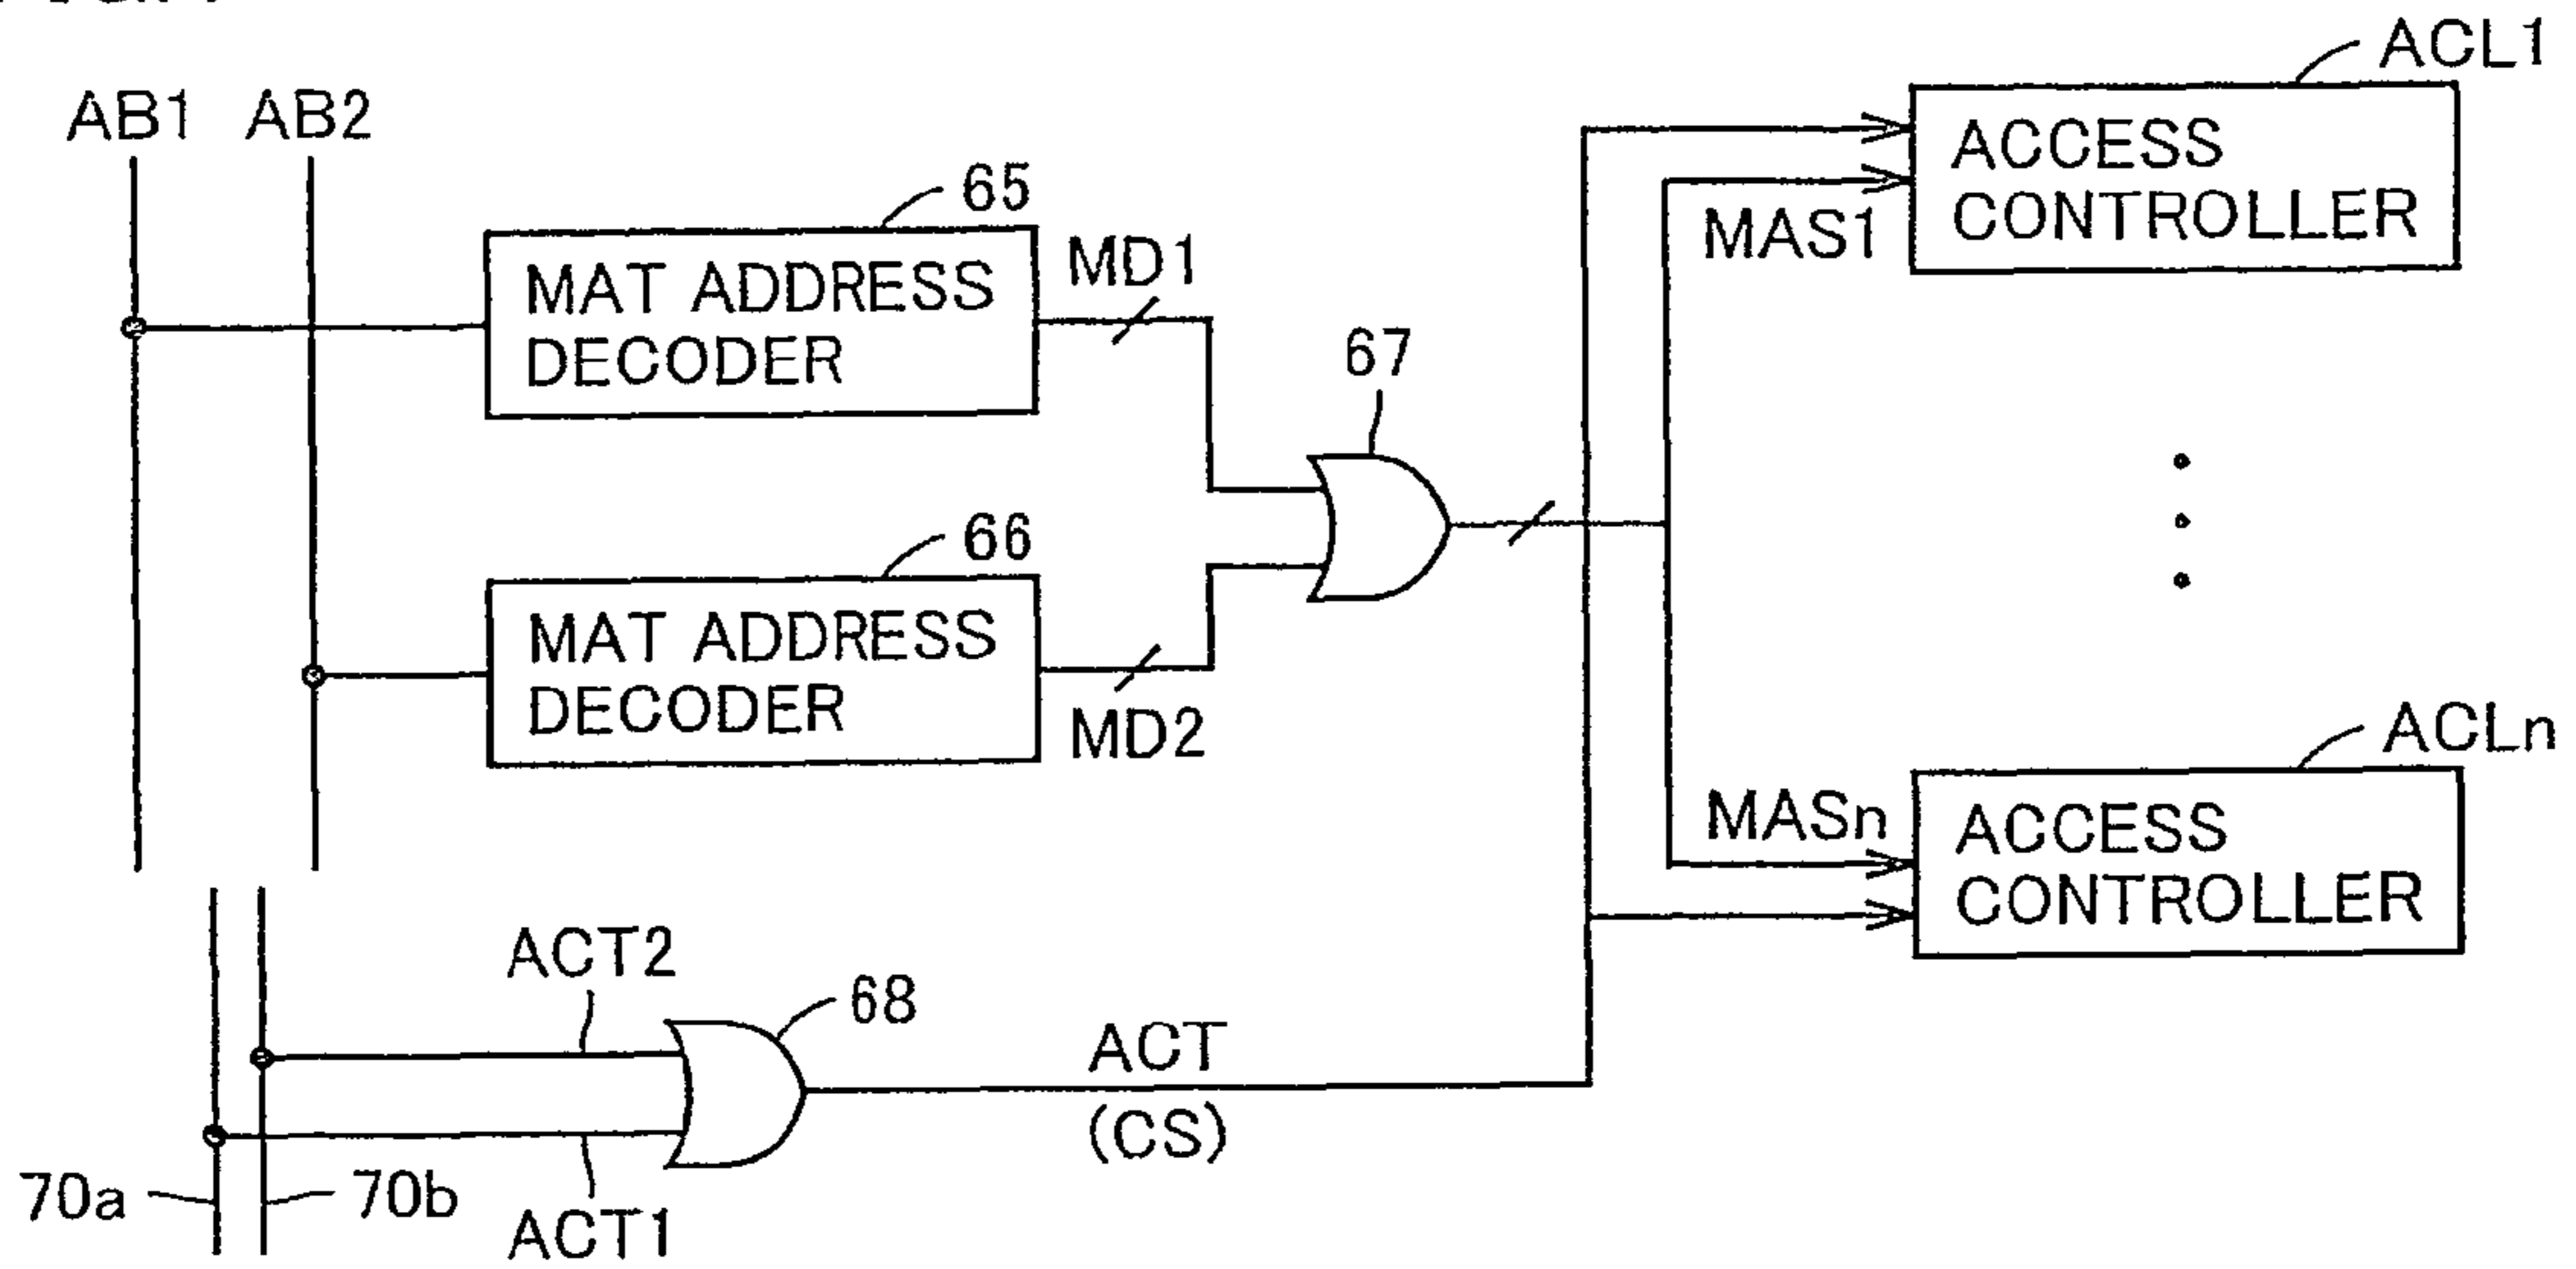 ACL1
AB1 AB2
ACCESS
CONTROLLER
65
MAT ADDRESS
DECODER
MD1
MAS1
67
66
MAT ADDRESS
DECODER
MD2
ACLn
MASn
ACCESS
CONTROLLER
ACT2
68
ACT
(CS)
70a
70b
ACT1